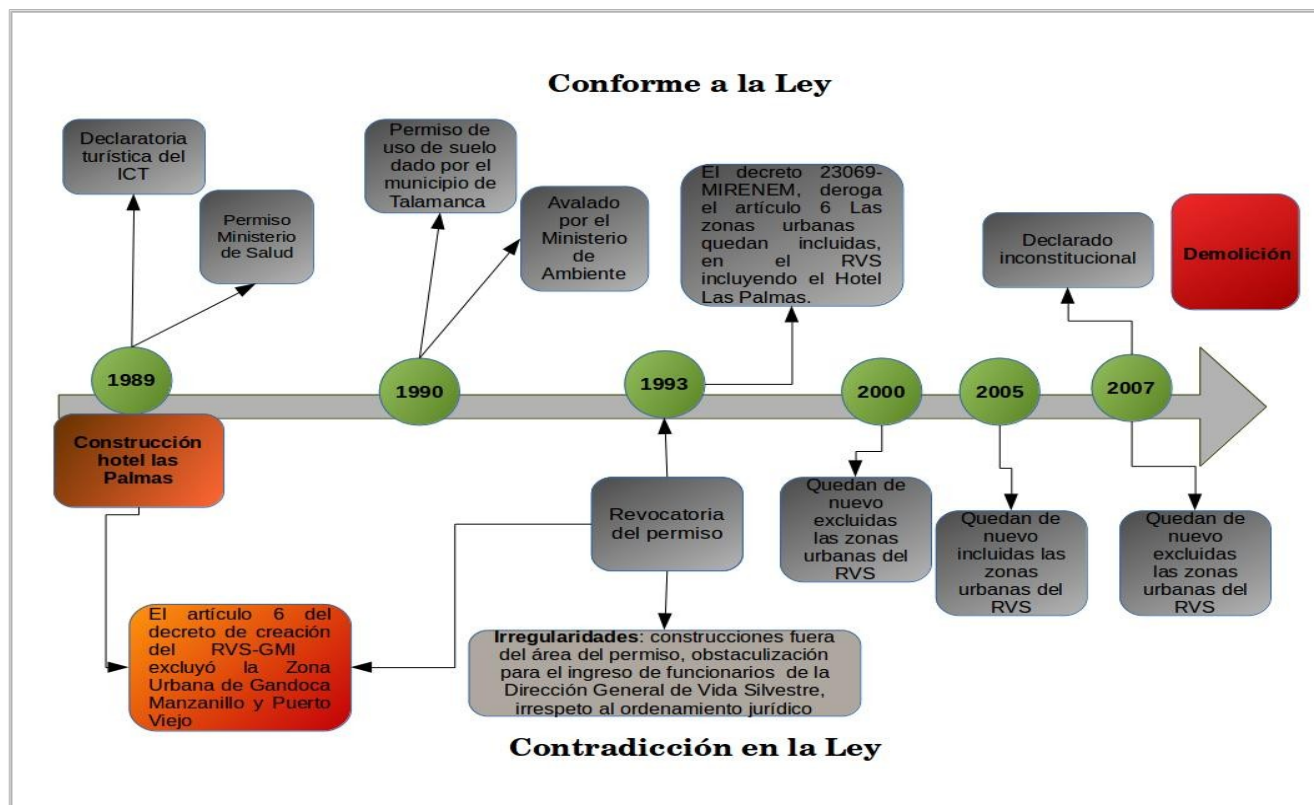 Conforme a la Ley
Declaratoria
turística del
ICT
Permiso
Ministerio
de Salud
Permiso de
uso de suelo
dado por el
municipio de
Talamanca
Avalado
por el
Ministerio
de
Ambiente
El decreto 23069-
MIRENEM, deroga
el artículo 6 Las
zonas urbanas
quedan incluidas,
en el RVS
incluyendo el Hotel
Las Palmas.
Declarado
inconstitucional
Demolición
1989
1990
1993
2000
2005
2007
Construcción
hotel las
Palmas
Revocatoria
del permiso
Quedan de
nuevo
excluidas
las zonas
urbanas del
RVS
Quedan de
nuevo
incluidas las
zonas
urbanas del
RVS
Quedan de
nuevo
excluidas
las zonas
urbanas del
RVS
El artículo 6 del
decreto de creación
del RVS-GMI
excluyó la Zona
Urbana de Gandoca
Manzanillo y Puerto
Viejo
Irregularidades: construcciones fuera
del área del permiso, obstaculización
para el ingreso de funcionarios de la
Dirección General de Vida Silvestre,
irrespeto al ordenamiento jurídico
Contradicción en la Ley